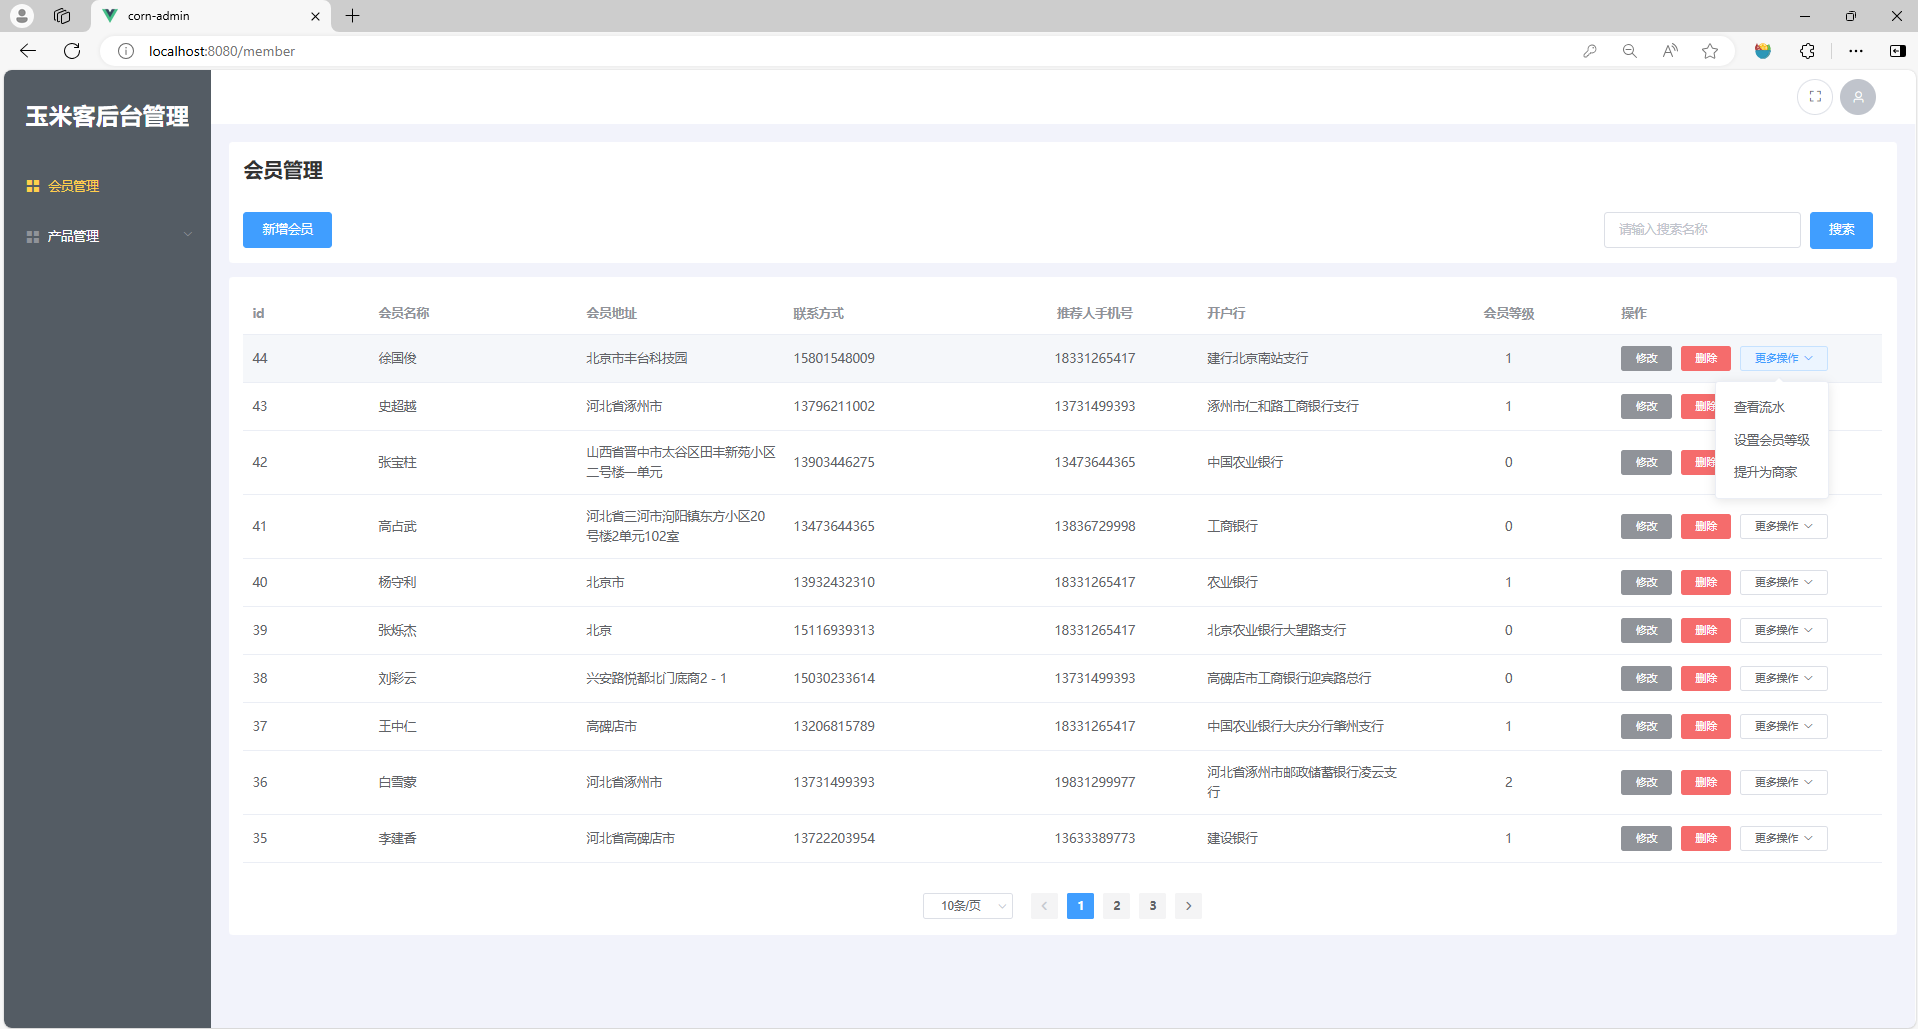 corn-admin
localhost:8080/member
玉米客后台管理
会员管理
产品管理
会员管理
新增会员
请输入搜索名称
搜索
id 会员名称 会员地址 联系方式 推荐人手机号 开户行 会员等级 操作
44 徐国俊 北京市丰台科技园 15801548009 18331265417 建行北京南站支行 1 修改 删除 更多操作
43 史超越 河北省涿州市 13796211002 13731499393 涿州市仁和路工商银行支行 1 修改 删除
查看流水
设置会员等级
提升为商家
42 张宝柱 山西省晋中市太谷区田丰新苑小区
二号楼一单元 13903446275 13473644365 中国农业银行 0 修改 删除
41 高占武 河北省三河市泃阳镇东方小区20
号楼2单元102室 13473644365 13836729998 工商银行 0 修改 删除 更多操作
40 杨守利 北京市 13932432310 18331265417 农业银行 1 修改 删除 更多操作
39 张烁杰 北京 15116939313 18331265417 北京农业银行大望路支行 0 修改 删除 更多操作
38 刘彩云 兴安路悦都北门底商2 - 1 15030233614 13731499393 高碑店市工商银行迎宾路总行 0 修改 删除 更多操作
37 王中仁 高碑店市 13206815789 18331265417 中国农业银行大庆分行肇州支行 1 修改 删除 更多操作
36 白雪蒙 河北省涿州市 13731499393 19831299977 河北省涿州市邮政储蓄银行凌云支
行 2 修改 删除 更多操作
35 李建香 河北省高碑店市 13722203954 13633389773 建设银行 1 修改 删除 更多操作
10条/页 1 2 3